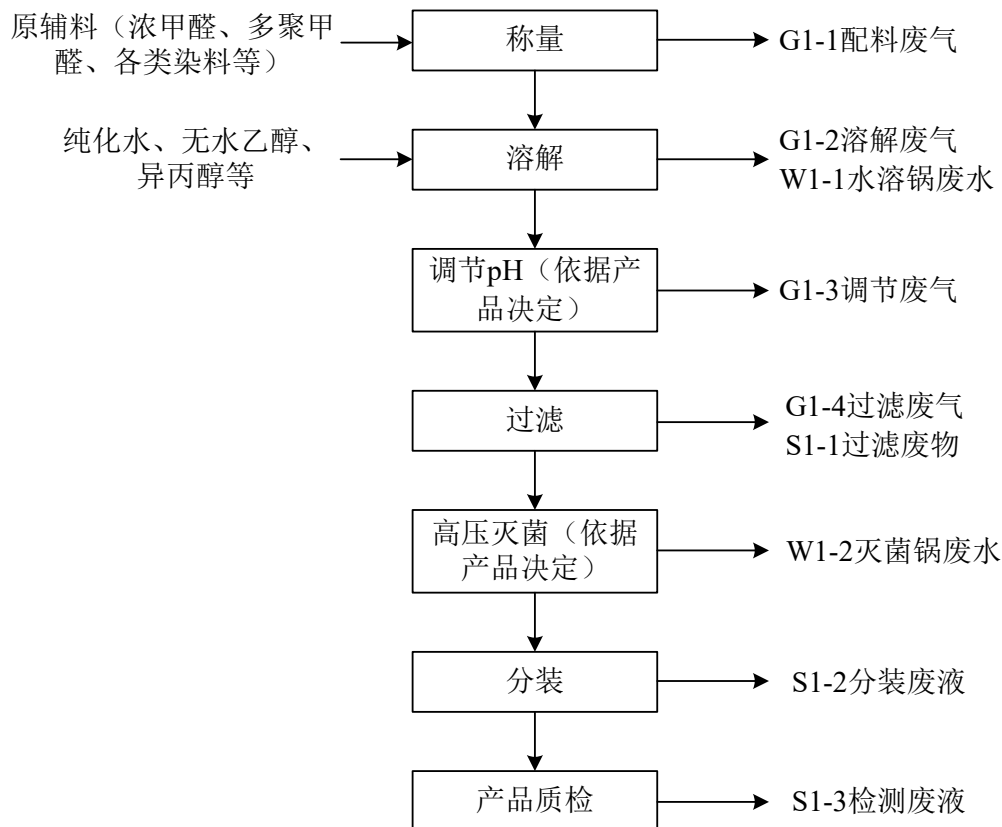 原辅料（浓甲醛、多聚甲
醛、各类染料等）
称量
G1-1配料废气
纯化水、无水乙醇、
异丙醇等
溶解
G1-2溶解废气
W1-1水溶锅废水
调节pH（依据产
品决定）
G1-3调节废气
过滤
G1-4过滤废气
S1-1过滤废物
高压灭菌（依据
产品决定）
W1-2灭菌锅废水
分装
S1-2分装废液
产品质检
S1-3检测废液